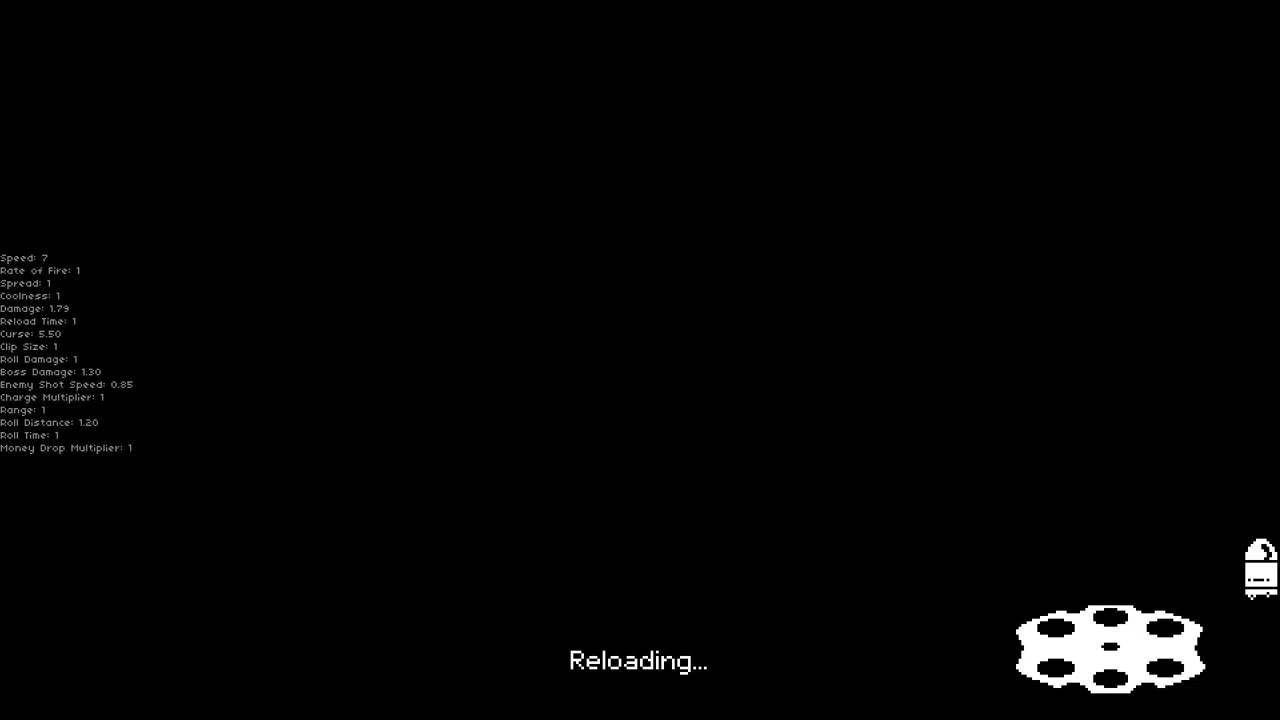 Speed: 7
Rate of Fire: 1
Spread: 1
Coolness: 1
Damage: 1.79
Reload Time: 1
Curse: 5.50
Clip Size: 1
Roll Damage: 1
Boss Damage: 1.30
Enemy Shot Speed: 0.85
Charge Multiplier: 1
Range: 1
Roll Distance: 1.20
Roll Time: 1
Money Drop Multiplier: 1
Reloading...